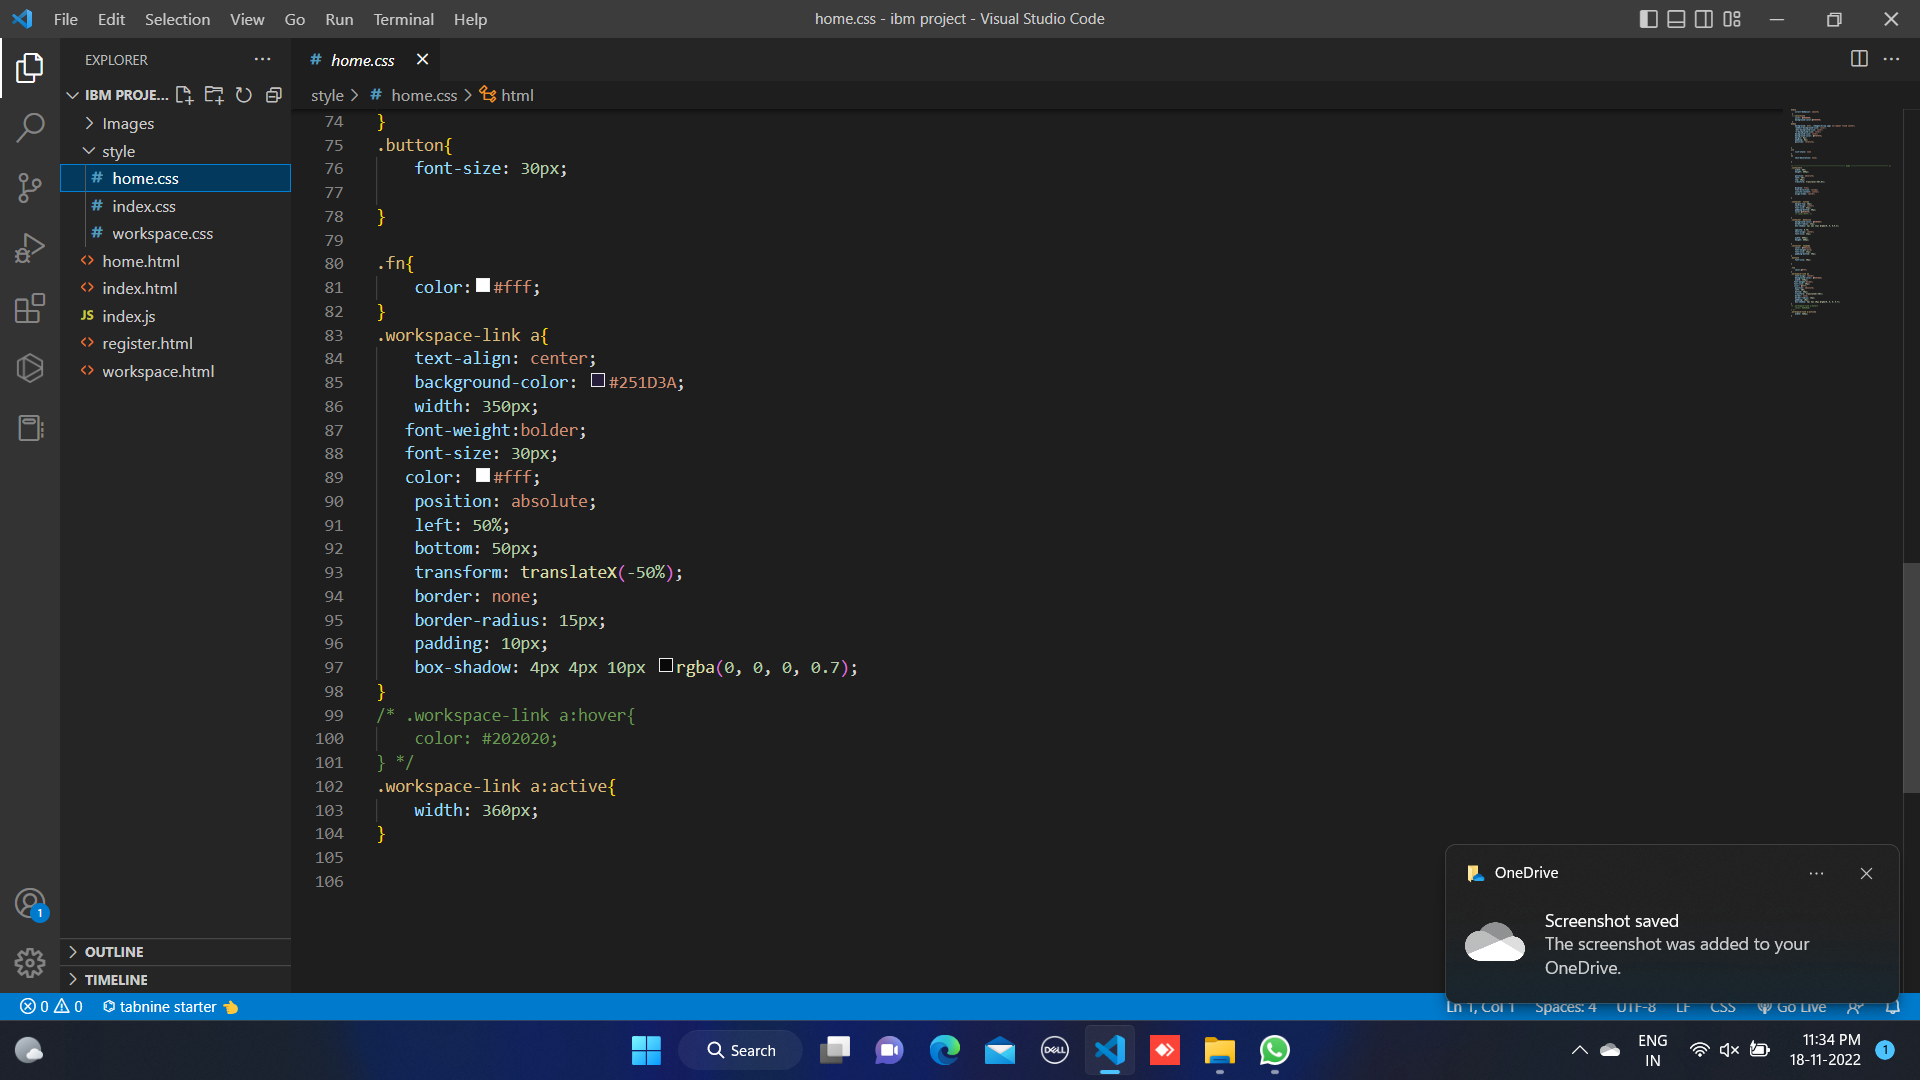 File Edit Selection View Go Run Terminal Help
home.css - ibm project - Visual Studio Code
EXPLORER
IBM PROJE...
Images
style
# home.css
# index.css
# workspace.css
<> home.html
<> index.html
JS index.js
<> register.html
<> workspace.html
OUTLINE
TIMELINE
# home.css
style > # home.css > html
74 }
75 .button{
76 font-size: 30px;
77
78 }
79
80 .fn{
81 color: #fff;
82 }
83 .workspace-link a{
84 text-align: center;
85 background-color: #251D3A;
86 width: 350px;
87 font-weight:bolder;
88 font-size: 30px;
89 color: #fff;
90 position: absolute;
91 left: 50%;
92 bottom: 50px;
93 transform: translateX(-50%);
94 border: none;
95 border-radius: 15px;
96 padding: 10px;
97 box-shadow: 4px 4px 10px rgba(0, 0, 0, 0.7);
98 }
99 /* .workspace-link a:hover{
100 color: #202020;
101 } */
102 .workspace-link a:active{
103 width: 360px;
104 }
105
106
OneDrive
Screenshot saved
The screenshot was added to your
OneDrive.
1
0 0 tabnine starter
Ln 1, Col 1 Spaces: 4 UTF-8 LF CSS Go Live
Search
DELL
ENG
IN
11:34 PM
18-11-2022
1